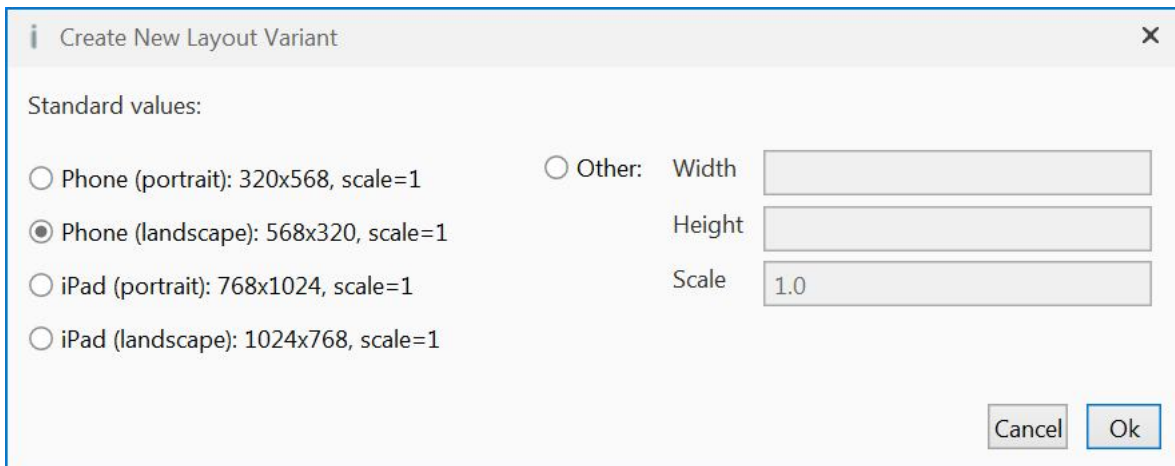 Create New Layout Variant
Standard values:
Phone (portrait): 320x568, scale=1
Phone (landscape): 568x320, scale=1
iPad (portrait): 768x1024, scale=1
iPad (landscape): 1024x768, scale=1
Other: Width
Height
Scale 1.0
Cancel Ok